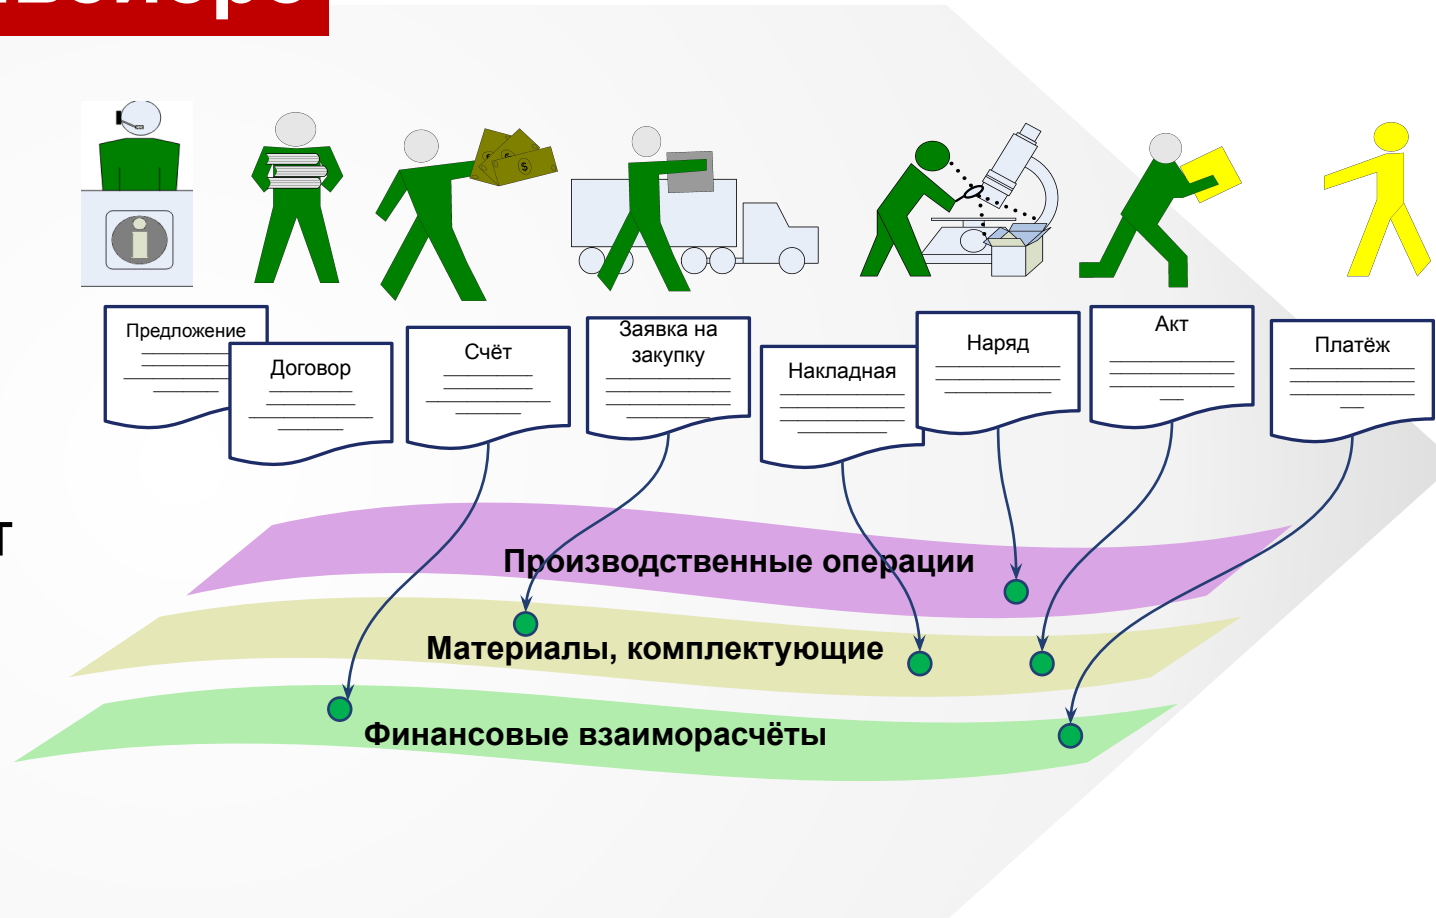 Предложение
Договор
Счёт
Заявка на
закупку
Накладная
Наряд
Акт
Платёж
Производственные операции
Материалы, комплектующие
Финансовые взаиморасчёты